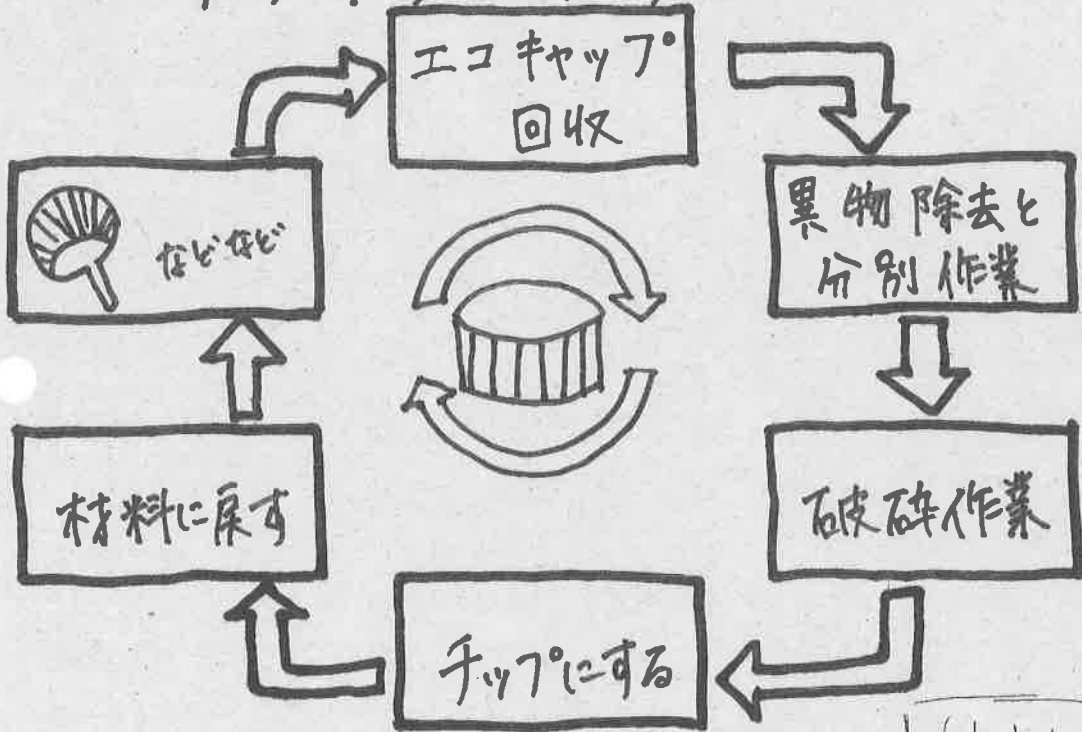 エコキャップ
回収
異物除去と
分別作業
破砕作業
チップにする
材料に戻す
などなど